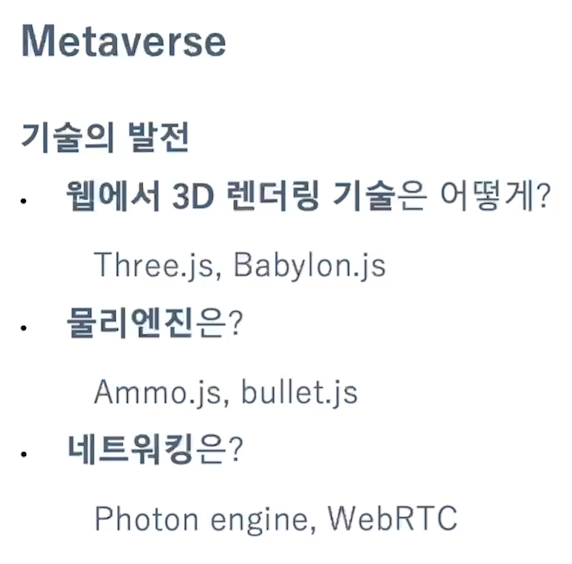 Metaverse
기술의 발전
· 웹에서 3D 렌더링 기술은 어떻게?
Three.js, Babylon.js
· 물리엔진은?
Ammo.js, bullet.js
· 네트워킹은?
Photon engine, WebRTC